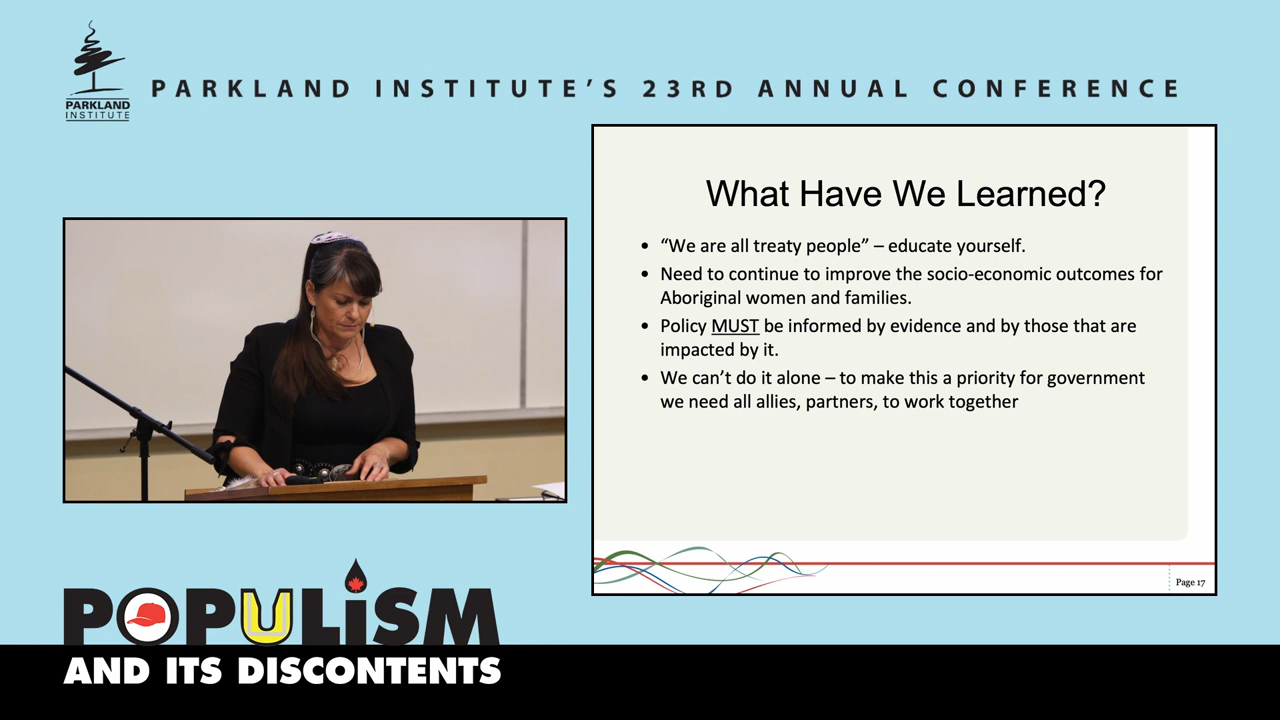 PARKLAND
INSTITUTE
PARKLAND INSTITUTE'S 23RD ANNUAL CONFERENCE
What Have We Learned?
• “We are all treaty people” – educate yourself.
• Need to continue to improve the socio-economic outcomes for
Aboriginal women and families.
• Policy MUST be informed by evidence and by those that are
impacted by it.
• We can’t do it alone – to make this a priority for government
we need all allies, partners, to work together
Page 17
POPULiSM
AND ITS DISCONTENTS